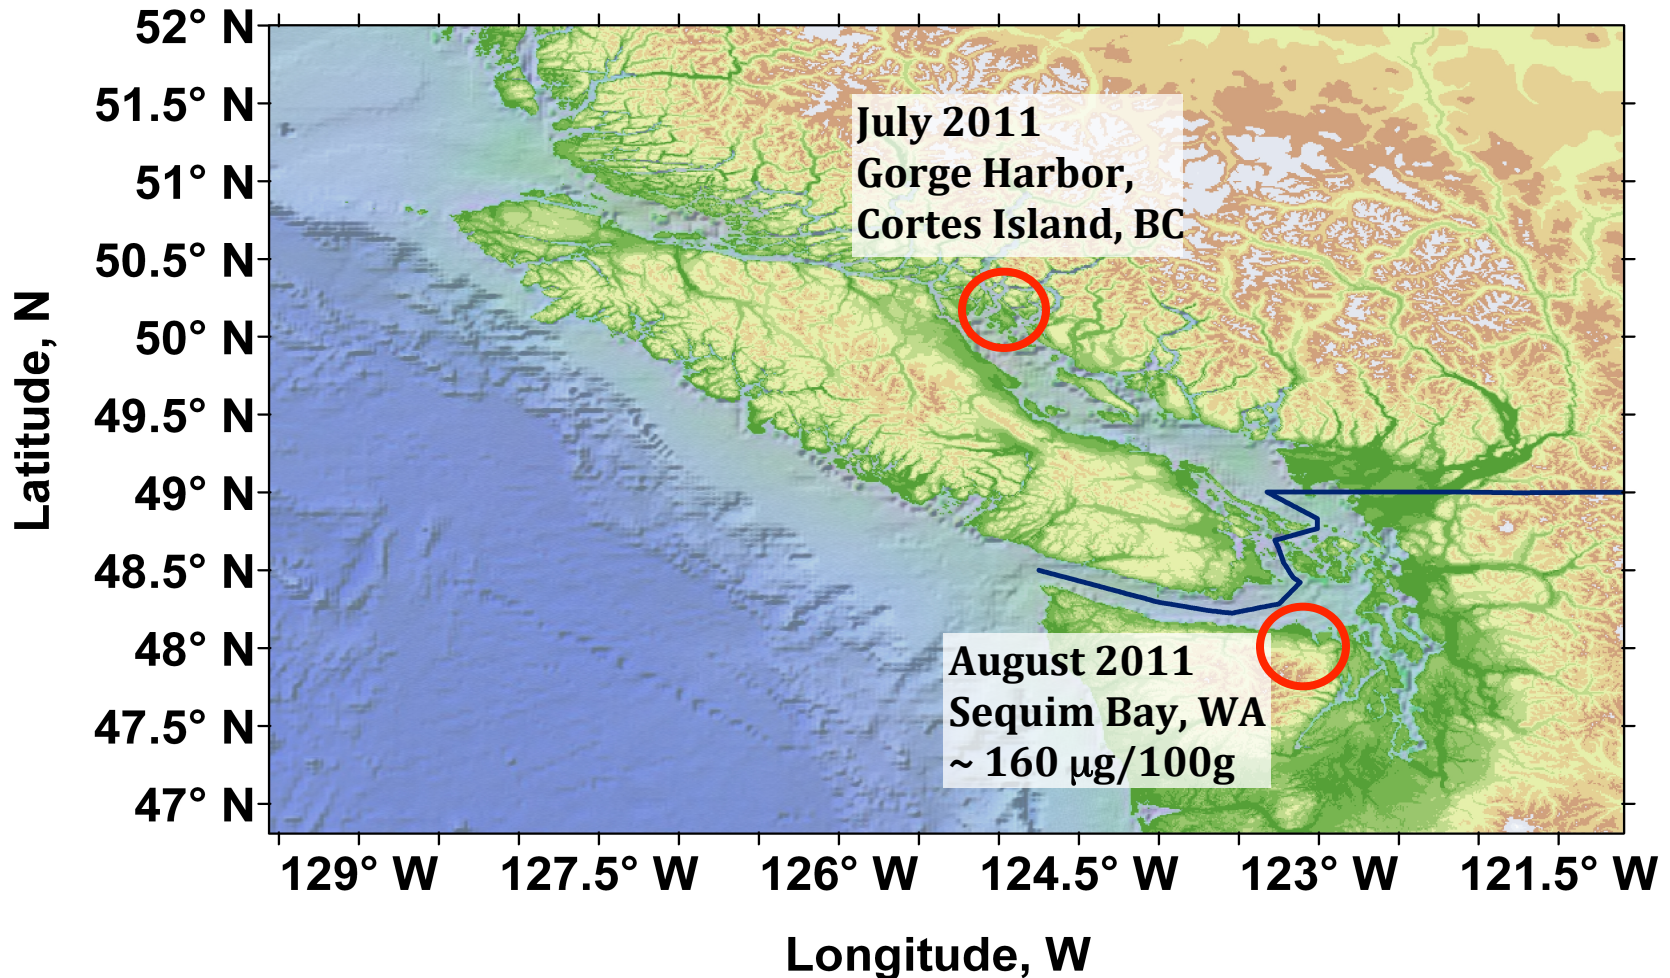 52° N
51.5° N
51° N
50.5° N
50° N
49.5° N
49° N
48.5° N
48° N
47.5° N
47° N
Latitude, N
July 2011
Gorge Harbor,
Cortes Island, BC
August 2011
Sequim Bay, WA
~ 160 µg/100g
129° W 127.5° W 126° W 124.5° W 123° W 121.5° W
Longitude, W